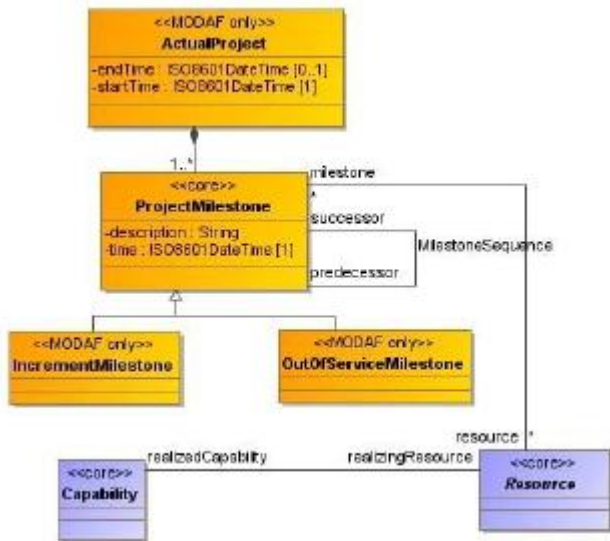 <<MODAF only>>
ActualProject
-endTime : ISO8601DateTime [0..1]
-startTime : ISO8601DateTime [1]
1..*
milestone
*
<<core>>
ProjectMilestone
-description : String
-time : ISO8601DateTime [1]
successor
MilestoneSequence
predecessor
<<MODAF only>>
IncrementMilestone
<<MODAF only>>
OutOfServiceMilestone
resource *
realizedCapability realizingResource
<<core>>
Capability
<<core>>
Resource